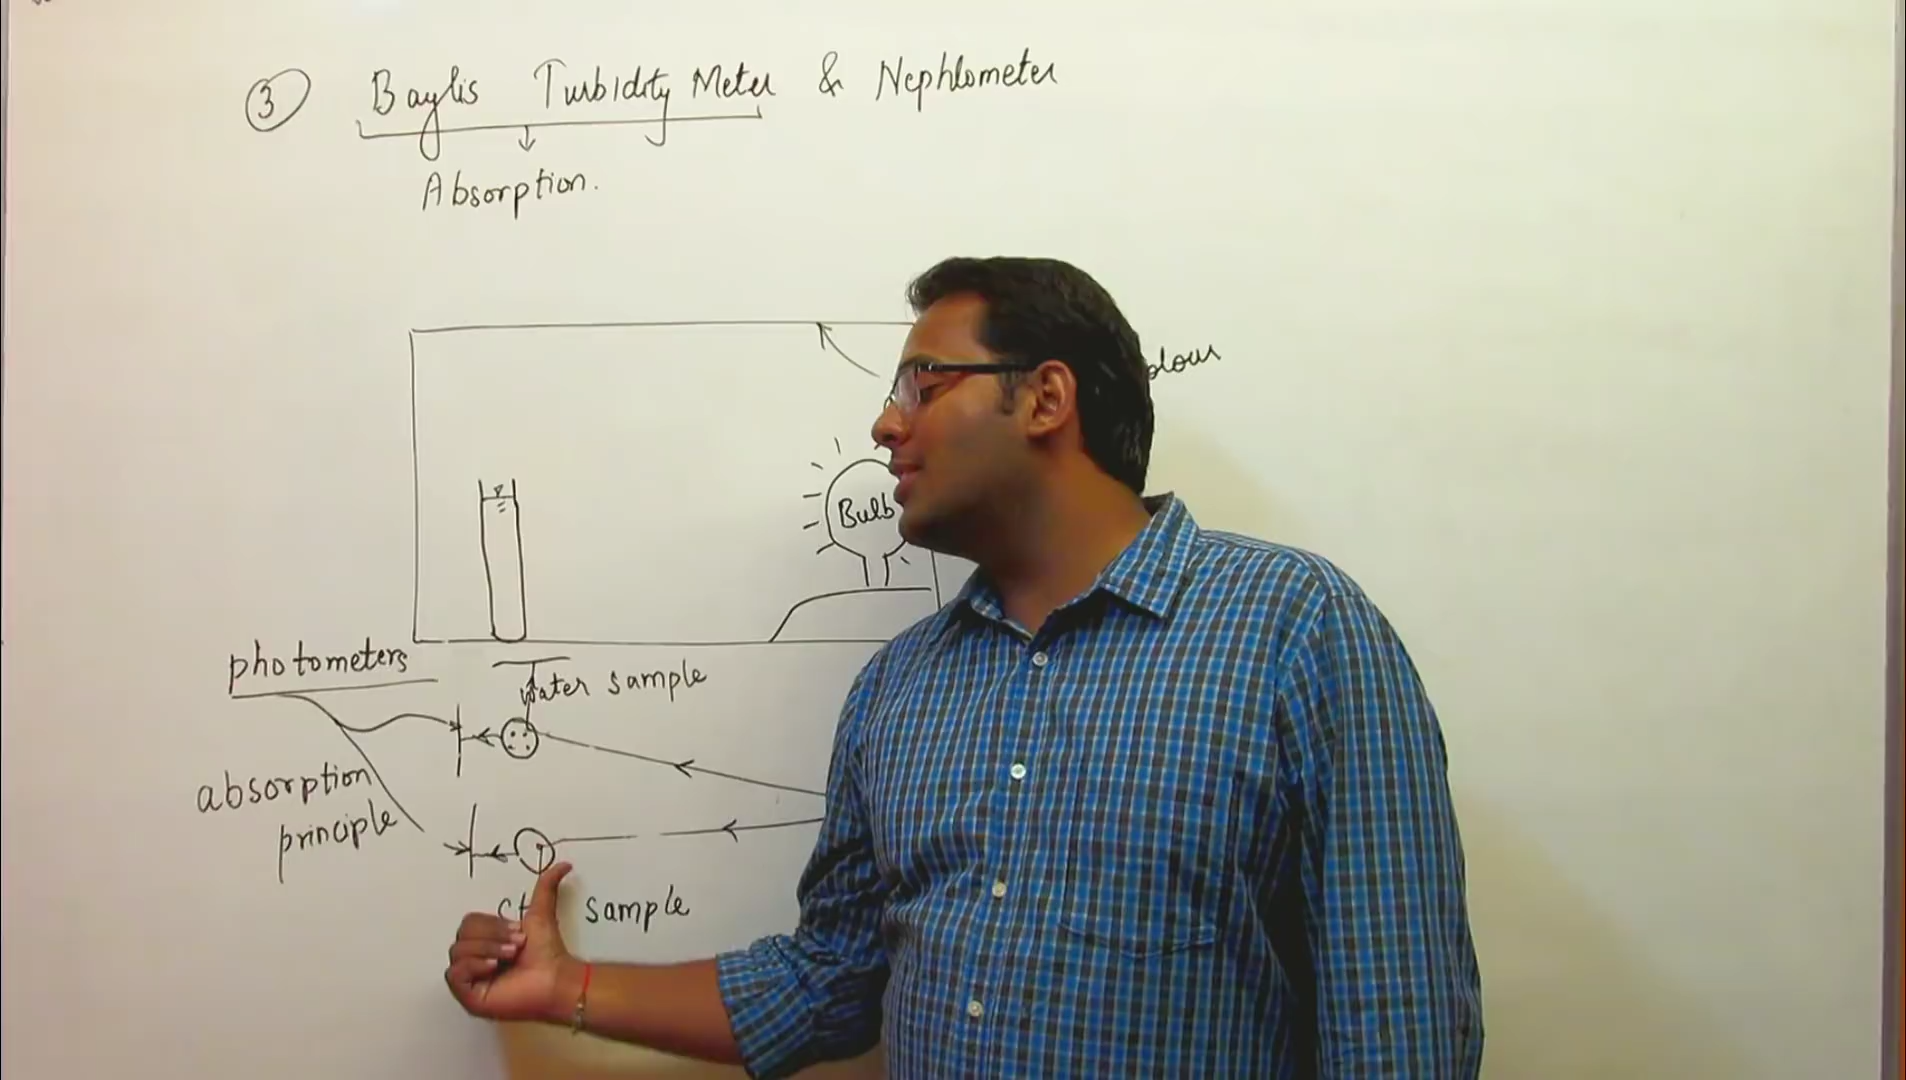 3 Baylis Turbidity Meter & Nephlometer
Absorption.
Bulb
photometers
water sample
absorption
principle
sample